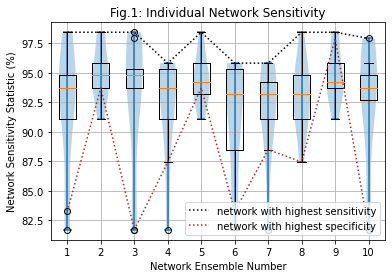 Fig.1: Individual Network Sensitivity
Network Sensitivity Statistic (%)
97.5
95.0
92.5
90.0
87.5
85.0
82.5
network with highest sensitivity
network with highest specificity
1 2 3 4 5 6 7 8 9 10
Network Ensemble Number